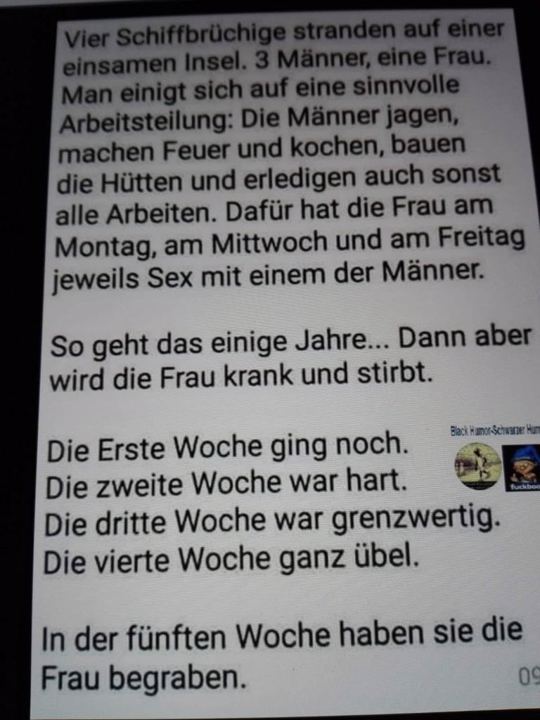 Vier Schiffbrüchige stranden auf einer
einsamen Insel. 3 Männer, eine Frau.
Man einigt sich auf eine sinnvolle
Arbeitsteilung: Die Männer jagen,
machen Feuer und kochen, bauen
die Hütten und erledigen auch sonst
alle Arbeiten. Dafür hat die Frau am
Montag, am Mittwoch und am Freitag
jeweils Sex mit einem der Männer.
So geht das einige Jahre... Dann aber
wird die Frau krank und stirbt.
Black Humor-Schwarzer Hum
Die Erste Woche ging noch.
Die zweite Woche war hart.
fuckboo
Die dritte Woche war grenzwertig.
Die vierte Woche ganz übel.
In der fünften Woche haben sie die
Frau begraben.
09